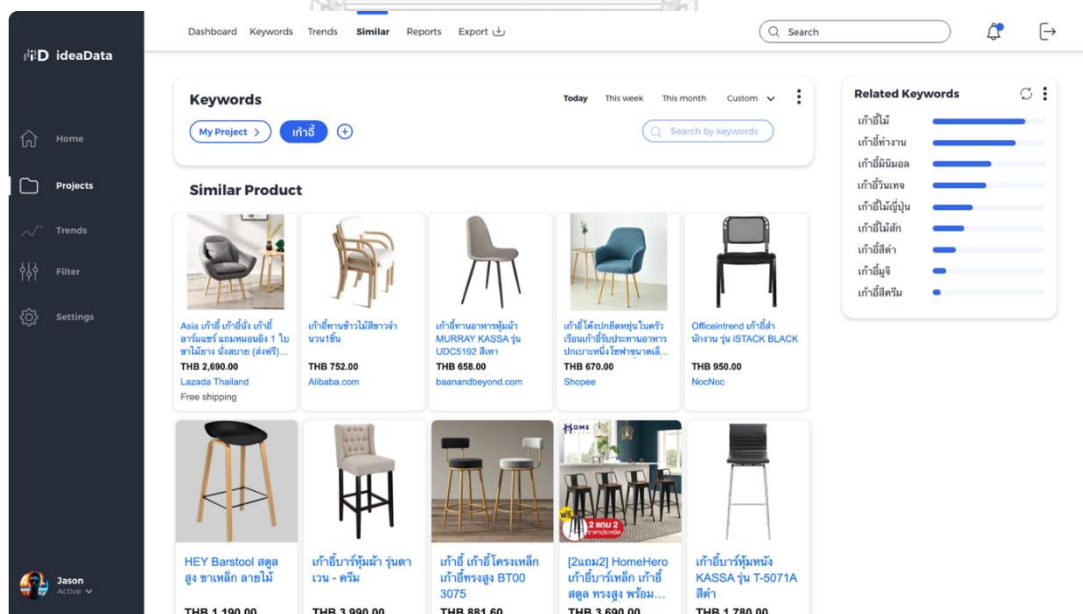 ideaData
Dashboard Keywords Trends Similar Reports Export
Search
Home
Projects
Trends
Filter
Settings
Jason
Active
Keywords
Today This week This month Custom
My Project > เก้าอี้
Search by keywords
Similar Product
Asia เก้าอี้ เก้าอี้นั่ง เก้าอี้
อาร์มแชร์ แถมหมอนอิง 1 ใบ
ขาไม้ยาง นั่งสบาย (ส่งฟรี)...
THB 2,690.00
Lazada Thailand
Free shipping
เก้าอี้ทานข้าวไม้สีขาวจำ
นวน1ชิ้น
THB 752.00
Alibaba.com
เก้าอี้ทานอาหารหุ้มผ้า
MURRAY KASSA รุ่น
UDC5192 สีเทา
THB 658.00
baanandbeyond.com
เก้าอี้โค้งปกยืดหยุ่นในครัว
เรือนเก้าอี้รับประทานอาหาร
ปกเบาะหนึ่งโซฟาขนาดเล็...
THB 670.00
Shopee
Officeintrend เก้าอี้สำ
นักงาน รุ่น iSTACK BLACK
THB 950.00
NocNoc
HEY Barstool สตูล
สูง ขาเหล็ก ลายไม้
THB 1,190.00
เก้าอี้บาร์หุ้มผ้า รุ่นดา
เวน - ครีม
THB 3,990.00
เก้าอี้ เก้าอี้โครงเหล็ก
เก้าอี้ทรงสูง BT00
3075
THB 881.60
HOME
ฟรี
2 แถม 2
[2แถม2] HomeHero
เก้าอี้บาร์เหล็ก เก้าอี้
สตูล ทรงสูง พร้อม...
THB 3,690.00
เก้าอี้บาร์หุ้มหนัง
KASSA รุ่น T-5071A
สีดำ
THB 1,780.00
Related Keywords
เก้าอี้ไม้
เก้าอี้ทำงาน
เก้าอี้มินิมอล
เก้าอี้วินเทจ
เก้าอี้ไม้ญี่ปุ่น
เก้าอี้ไม้สัก
เก้าอี้สีดำ
เก้าอี้มูจิ
เก้าอี้สีครีม